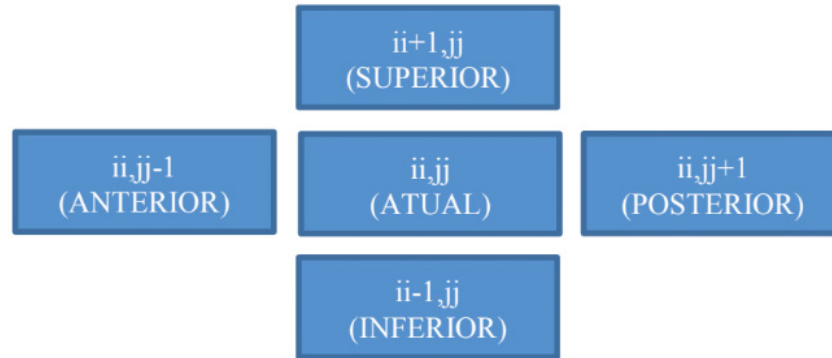 ii+1,jj
(SUPERIOR)
ii,jj-1
(ANTERIOR)
ii,jj
(ATUAL)
ii,jj+1
(POSTERIOR)
ii-1,jj
(INFERIOR)